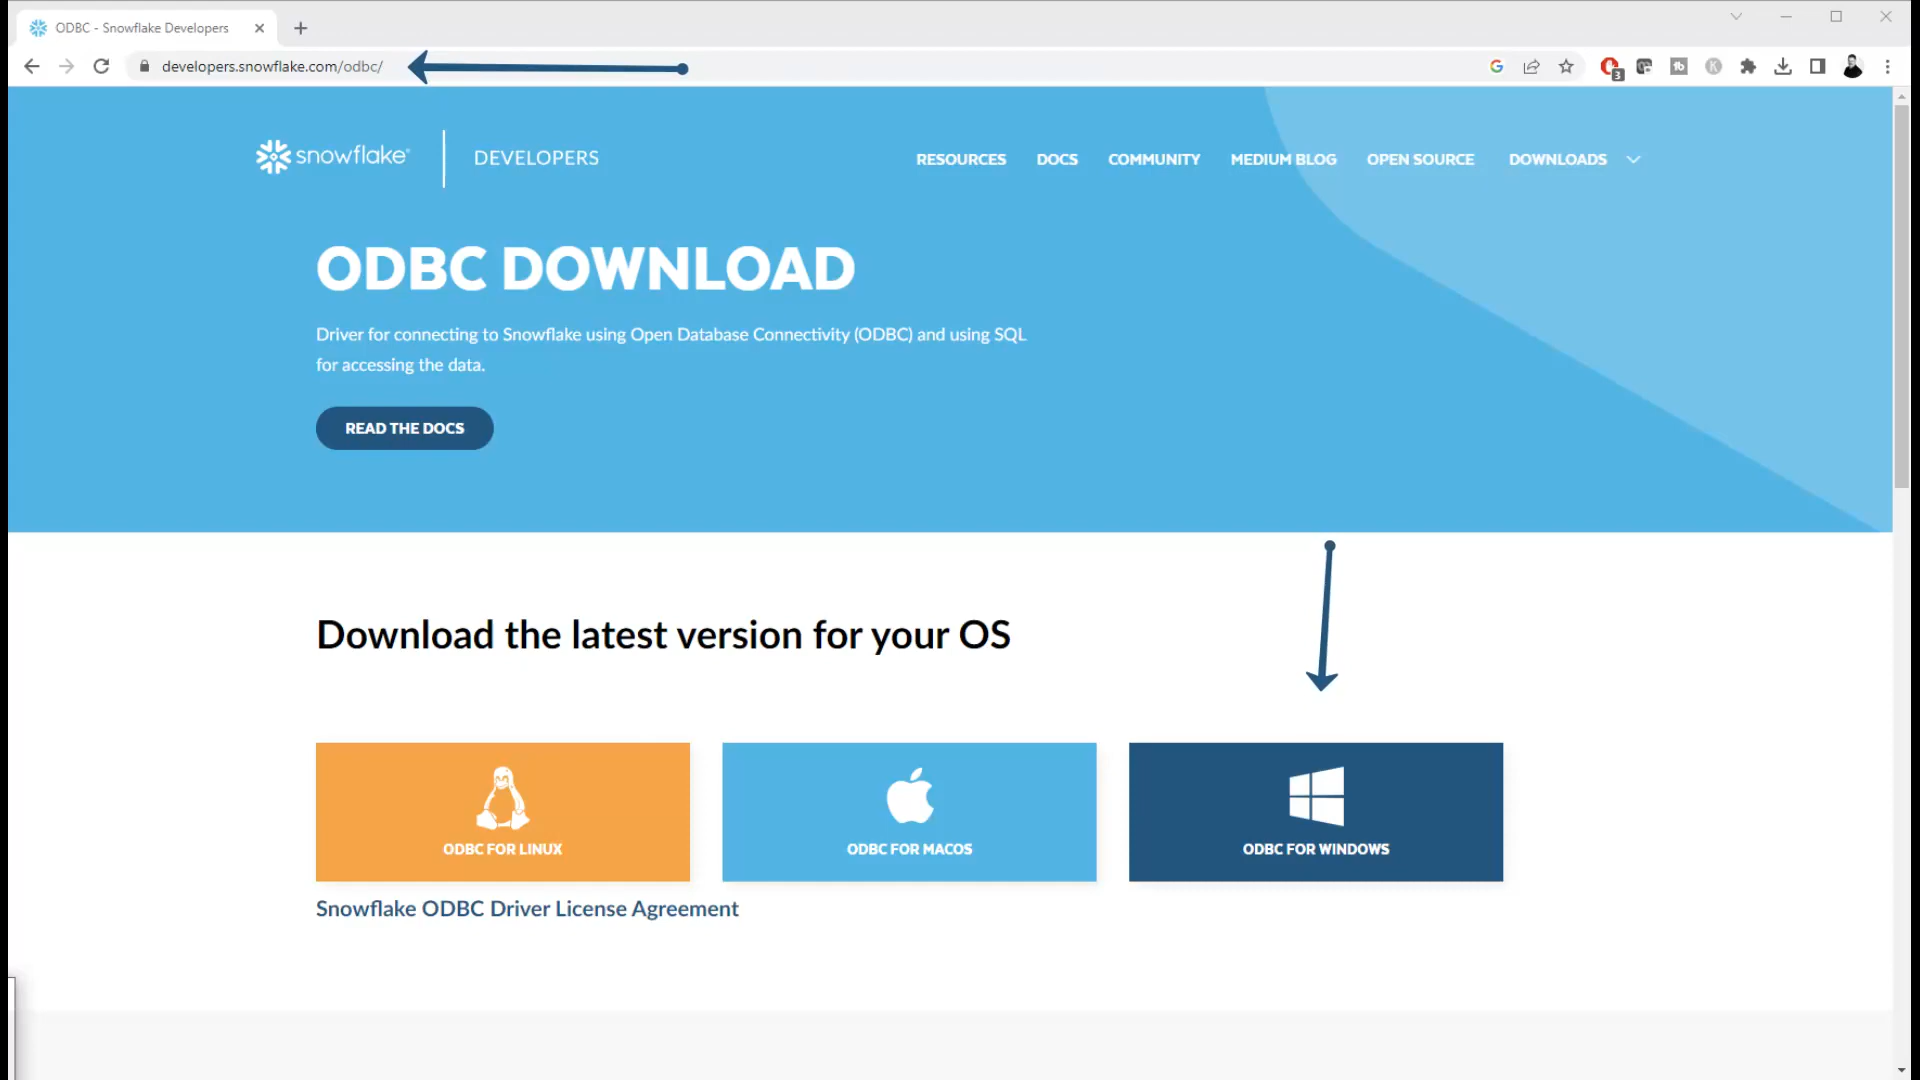 ODBC - Snowflake Developers
developers.snowflake.com/odbc/
3
snowflake®
DEVELOPERS
RESOURCES
DOCS
COMMUNITY
MEDIUM BLOG
OPEN SOURCE
DOWNLOADS
ODBC DOWNLOAD
Driver for connecting to Snowflake using Open Database Connectivity (ODBC) and using SQL
for accessing the data.
READ THE DOCS
Download the latest version for your OS
ODBC FOR LINUX
ODBC FOR MACOS
ODBC FOR WINDOWS
Snowflake ODBC Driver License Agreement